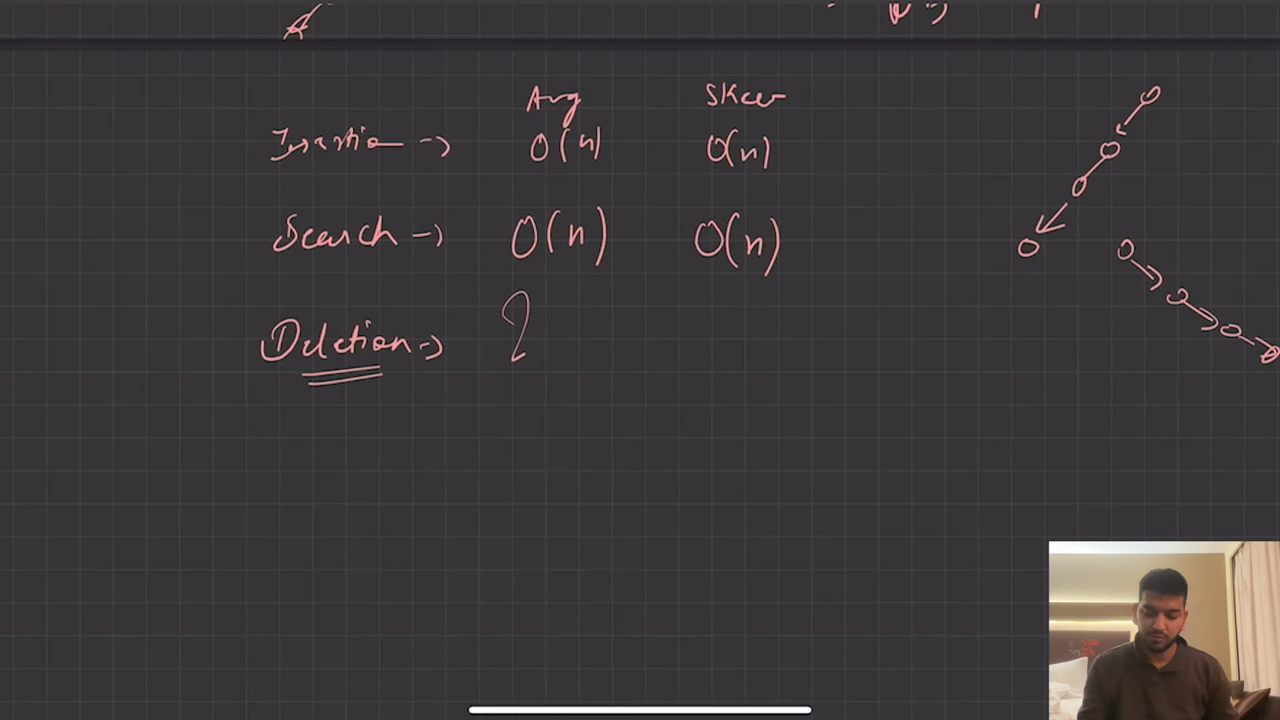 Avg Skew
Insertion -> O(n) O(n)
Search -> O(n) O(n)
Deletion -> ?